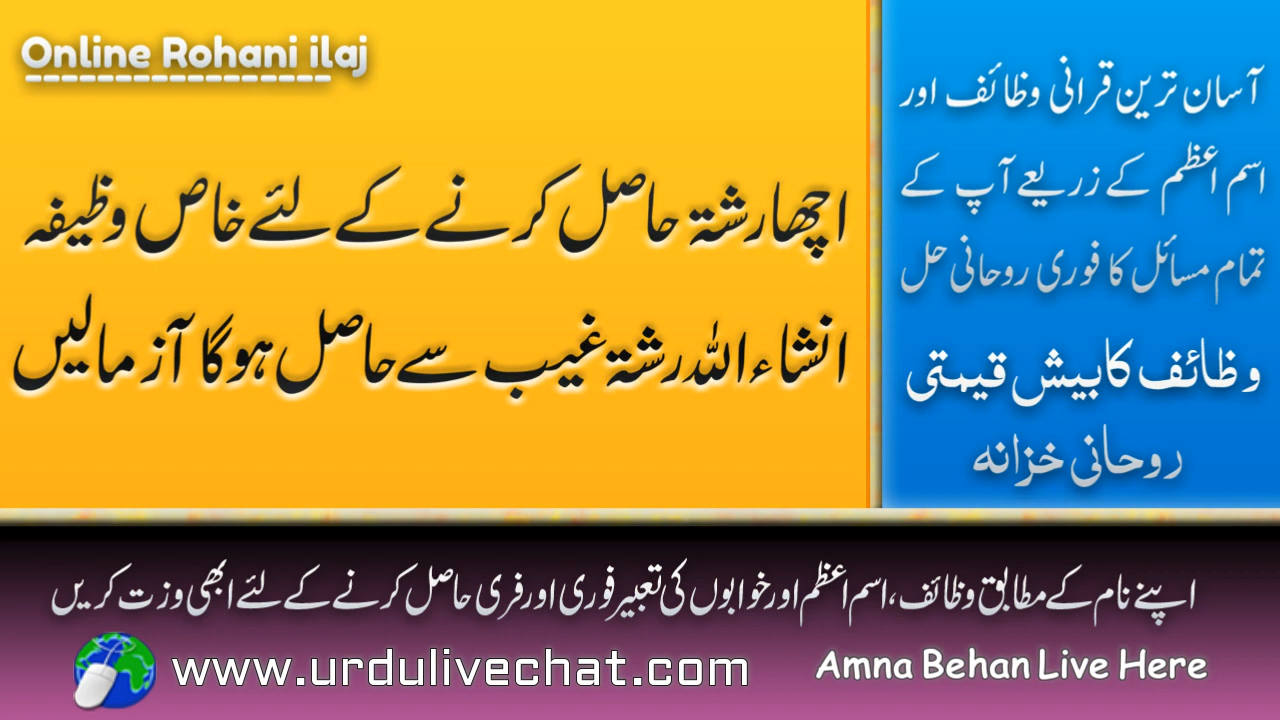 Online Rohani ilaj
اچھا رشتہ حاصل کرنے کے لئے خاص وظیفہ
انشاء اللہ رشتہ غیب سے حاصل ہوگا آزمالیں
آسان ترین قرانی وظائف اور
اسم اعظم کے زریعے آپ کے
تمام مسائل کا فوری روحانی حل
وظائف کا بیش قیمتی
روحانی خزانہ
اپنے نام کے مطابق وظائف، اسم اعظم اور خوابوں کی تعبیر فوری اور فری حاصل کرنے کے لئے ابھی وزت کریں
www.urdulivechat.com
Amna Behan Live Here